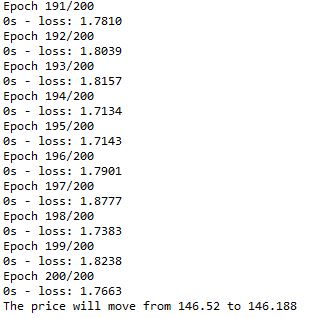 Epoch 191/200
0s - loss: 1.7810
Epoch 192/200
0s - loss: 1.8039
Epoch 193/200
0s - loss: 1.8157
Epoch 194/200
0s - loss: 1.7134
Epoch 195/200
0s - loss: 1.7143
Epoch 196/200
0s - loss: 1.7901
Epoch 197/200
0s - loss: 1.8777
Epoch 198/200
0s - loss: 1.7383
Epoch 199/200
0s - loss: 1.8238
Epoch 200/200
0s - loss: 1.7663
The price will move from 146.52 to 146.188